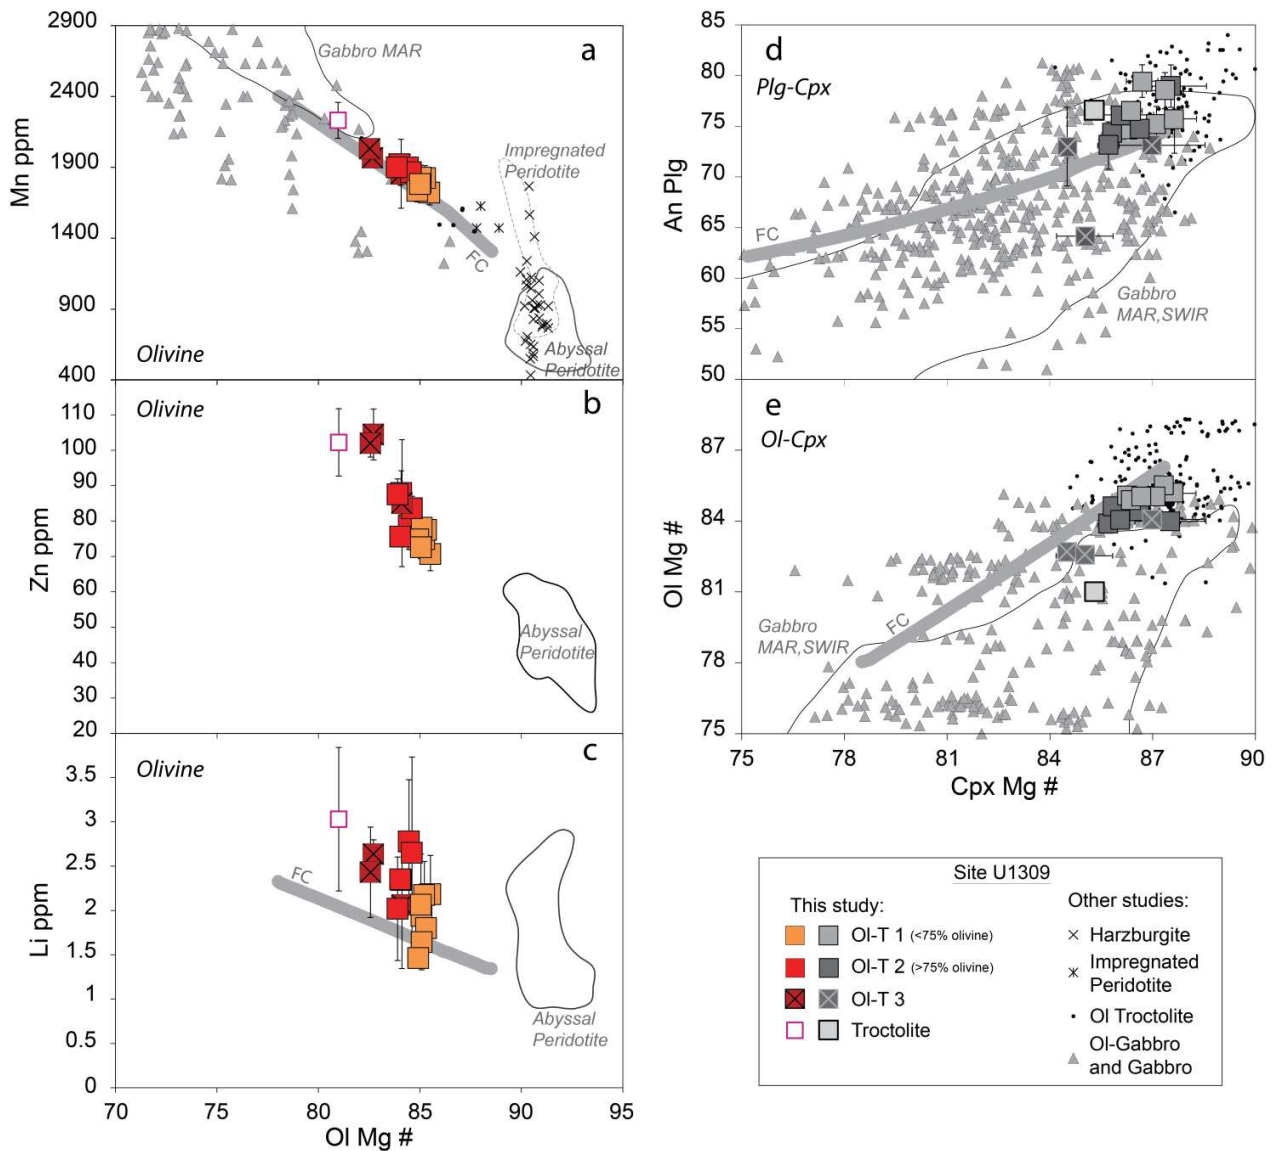 a
Mn ppm
2900
2400
1900
1400
900
400
Gabbro MAR
Impregnated
Peridotite
FC
Abyssal
Peridotite
Olivine
b
Olivine
Zn ppm
110
100
90
80
70
60
50
40
30
20
Abyssal
Peridotite
c
Olivine
Li ppm
3.5
3
2.5
2
1.5
1
0.5
0
FC
Abyssal
Peridotite
70
75
80
85
90
95
Ol Mg #
d
Plg-Cpx
An Plg
85
80
75
70
65
60
55
50
FC
Gabbro
MAR,SWIR
e
Ol-Cpx
Ol Mg #
87
84
81
78
75
FC
Gabbro
MAR,SWIR
75
78
81
84
87
90
Cpx Mg #
Site U1309
This study:
Ol-T 1 (<75% olivine)
Ol-T 2 (>75% olivine)
Ol-T 3
Troctolite
Other studies:
Harzburgite
Impregnated
Peridotite
Ol Troctolite
Ol-Gabbro
and Gabbro